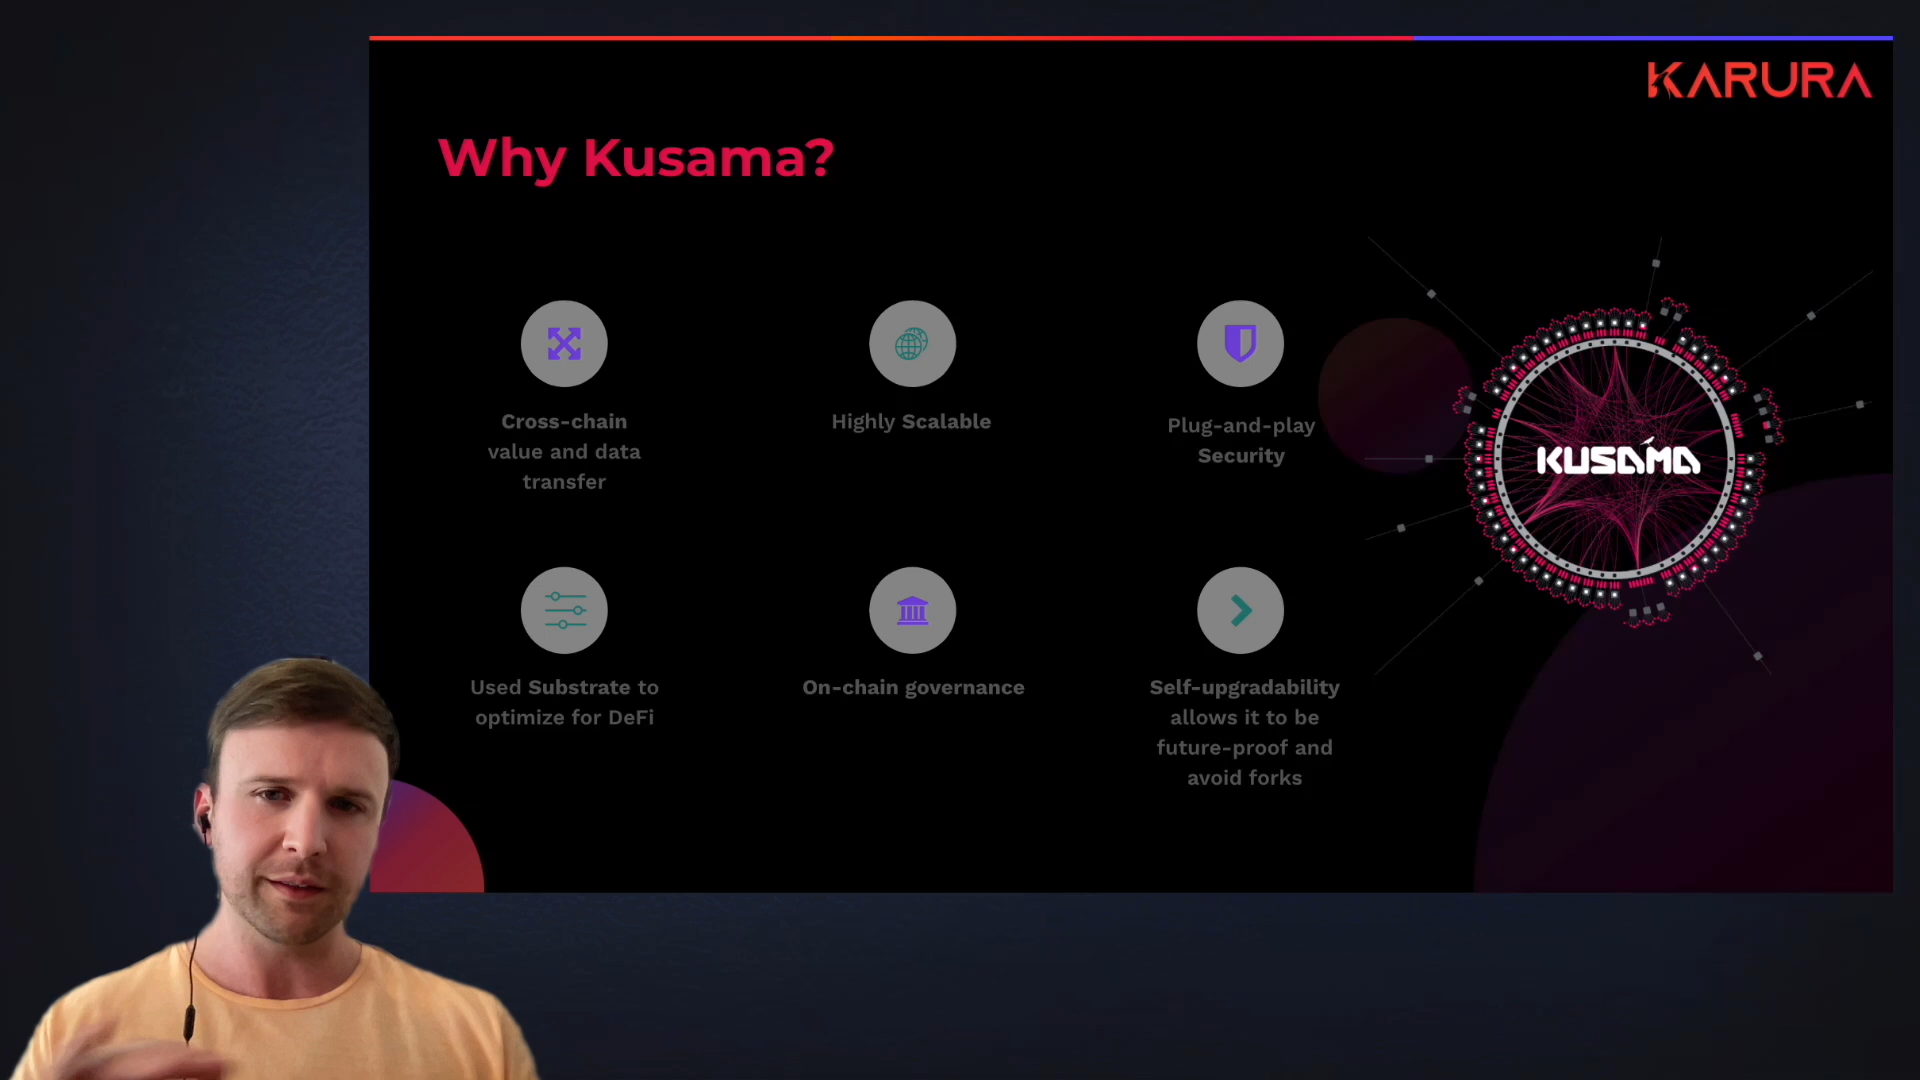 KARURA
Why Kusama?
Cross-chain
value and data
transfer
Highly Scalable
Plug-and-play
Security
KUSAMA
Used Substrate to
optimize for DeFi
On-chain governance
Self-upgradability
allows it to be
future-proof and
avoid forks